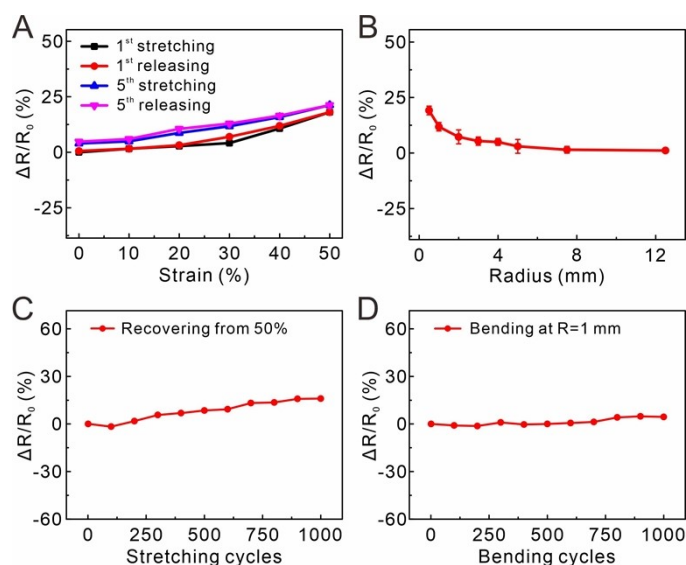 A
1st stretching
1st releasing
5th stretching
5th releasing
ΔR/R0 (%)
50
25
0
-25
0 10 20 30 40 50
Strain (%)
B
ΔR/R0 (%)
50
25
0
-25
0 4 8 12
Radius (mm)
C
Recovering from 50%
ΔR/R0 (%)
60
30
0
-30
-60
0 250 500 750 1000
Stretching cycles
D
Bending at R=1 mm
ΔR/R0 (%)
60
30
0
-30
-60
0 250 500 750 1000
Bending cycles